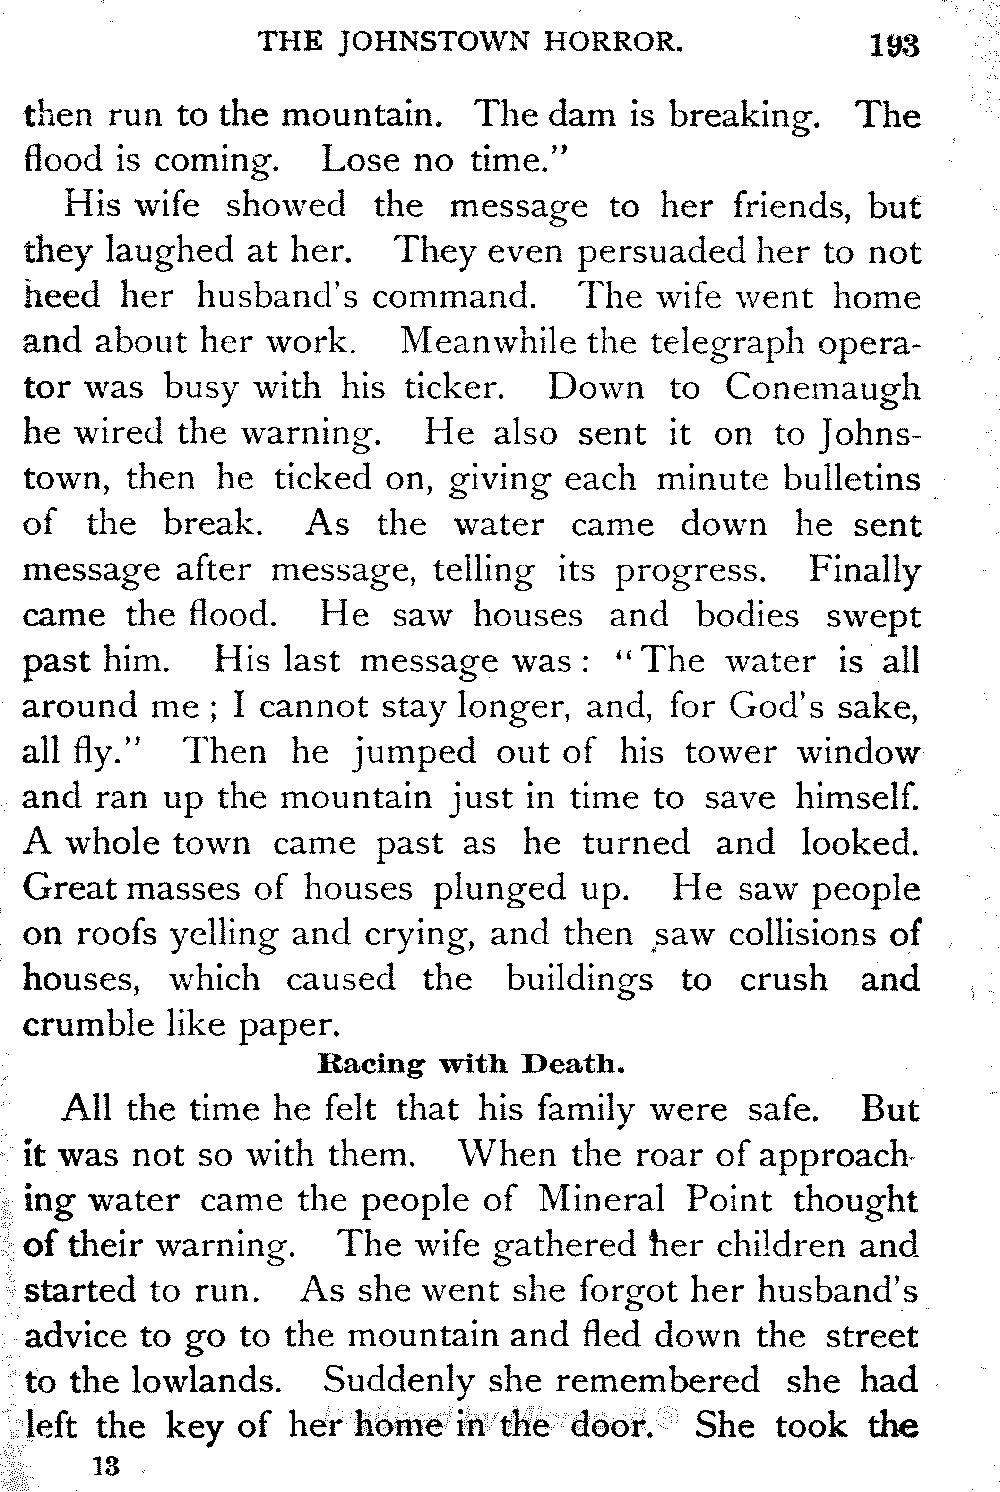 THE JOHNSTOWN HORROR. 193
then run to the mountain. The dam is breaking. The
flood is coming. Lose no time.”
His wife showed the message to her friends, but
they laughed at her. They even persuaded her to not
heed her husband's command. The wife went home
and about her work. Meanwhile the telegraph opera-
tor was busy with his ticker. Down to Conemaugh
he wired the warning. He also sent it on to Johns-
town, then he ticked on, giving each minute bulletins
of the break. As the water came down he sent
message after message, telling its progress. Finally
came the flood. He saw houses and bodies swept
past him. His last message was : “The water is all
around me ; I cannot stay longer, and, for God's sake,
all fly.” Then he jumped out of his tower window
and ran up the mountain just in time to save himself.
A whole town came past as he turned and looked.
Great masses of houses plunged up. He saw people
on roofs yelling and crying, and then saw collisions of
houses, which caused the buildings to crush and
crumble like paper.
Racing with Death.
All the time he felt that his family were safe. But
it was not so with them. When the roar of approach-
ing water came the people of Mineral Point thought
of their warning. The wife gathered her children and
started to run. As she went she forgot her husband's
advice to go to the mountain and fled down the street
to the lowlands. Suddenly she remembered she had
left the key of her home in the door. She took the
13